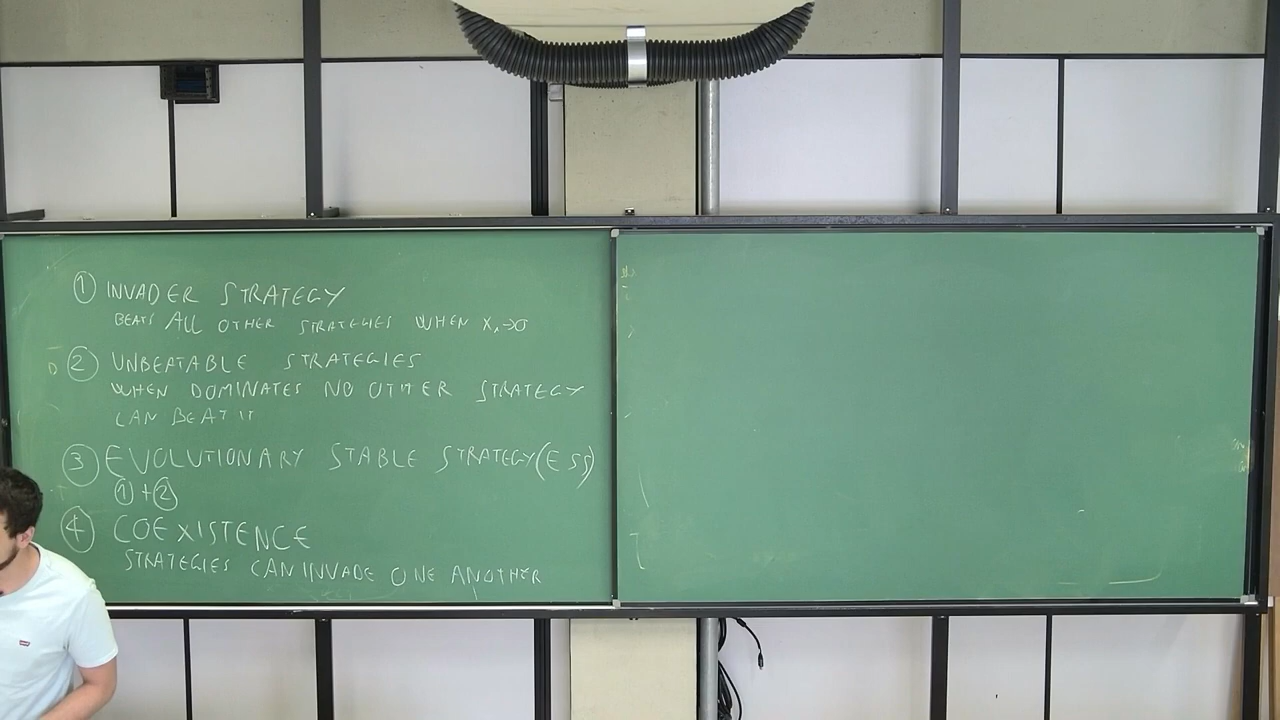 ① INVADER STRATEGY
BEATS ALL OTHER STRATEGIES WHEN X,→0
② UNBEATABLE STRATEGIES
WHEN DOMINATES NO OTHER STRATEGY
CAN BEAT IT
③ EVOLUTIONARY STABLE STRATEGY (ESS)
① + ②
④ COEXISTENCE
STRATEGIES CAN INVADE ONE ANOTHER